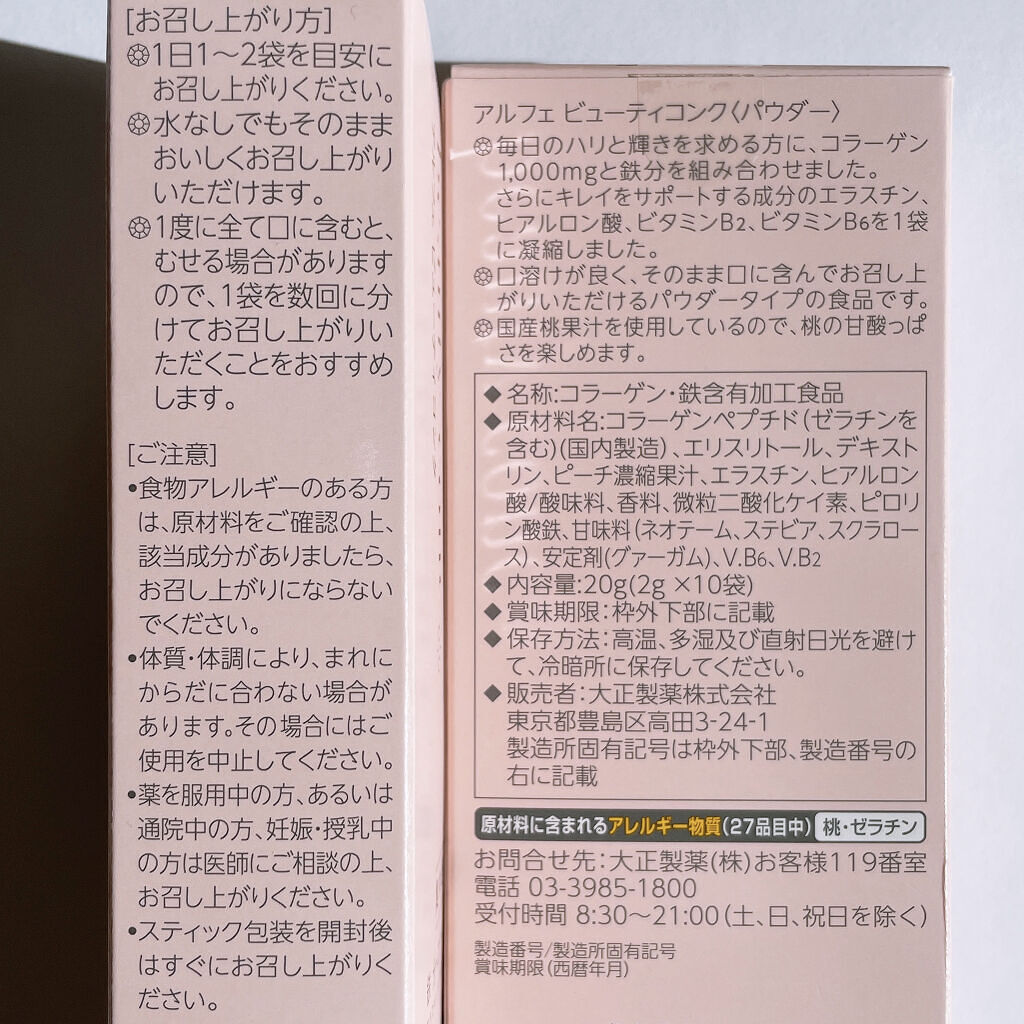 [お召し上がり方]
1日1〜2袋を目安に
お召し上がりください。
水なしでもそのまま
おいしくお召し上がり
いただけます。
1度に全て口に含むと、
むせる場合があります
ので、1袋を数回に分
けてお召し上がりい
ただくことをおすすめ
します。
[ご注意]
•食物アレルギーのある方
は、原材料をご確認の上、
該当成分がありましたら、
お召し上がりにならない
でください。
•体質・体調により、まれに
からだに合わない場合が
あります。その場合にはご
使用を中止してください。
•薬を服用中の方、あるいは
通院中の方、妊娠・授乳中
の方は医師にご相談の上、
お召し上がりください。
•スティック包装を開封後
はすぐにお召し上がりく
ださい。
アルフェ ビューティコンク〈パウダー〉
毎日のハリと輝きを求める方に、コラーゲン
1,000mgと鉄分を組み合わせました。
さらにキレイをサポートする成分のエラスチン、
ヒアルロン酸、ビタミンB2、ビタミンB6を1袋
に凝縮しました。
口溶けが良く、そのまま口に含んでお召し上
がりいただけるパウダータイプの食品です。
国産桃果汁を使用しているので、桃の甘酸っぱ
さを楽しめます。
◆名称:コラーゲン・鉄含有加工食品
◆原材料名:コラーゲンペプチド(ゼラチンを
含む)(国内製造)、エリスリトール、デキスト
リン、ピーチ濃縮果汁、エラスチン、ヒアルロン
酸/酸味料、香料、微粒二酸化ケイ素、ピロリ
ン酸鉄、甘味料(ネオテーム、ステビア、スクラロー
ス)、安定剤(グァーガム)、V.B6、V.B2
◆内容量:20g(2g ×10袋)
◆賞味期限:枠外下部に記載
◆保存方法:高温、多湿及び直射日光を避け
て、冷暗所に保存してください。
◆販売者:大正製薬株式会社
東京都豊島区高田3-24-1
製造所固有記号は枠外下部、製造番号の
右に記載
原材料に含まれるアレルギー物質(27品目中) 桃・ゼラチン
お問合せ先:大正製薬(株)お客様119番室
電話 03-3985-1800
受付時間 8:30〜21:00(土、日、祝日を除く)
製造番号/製造所固有記号
賞味期限(西暦年月)